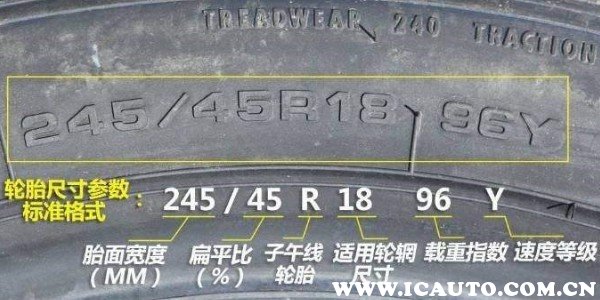 TREADWEAR 240 TRACTION
245/45R18 96Y
轮胎尺寸参数
标准格式 : 245 / 45 R 18 96 Y
胎面宽度 扁平比 子午线 适用轮辋 载重指数 速度等级
(MM) (%) 轮胎 尺寸
WWW.ICAUTO.COM.CN